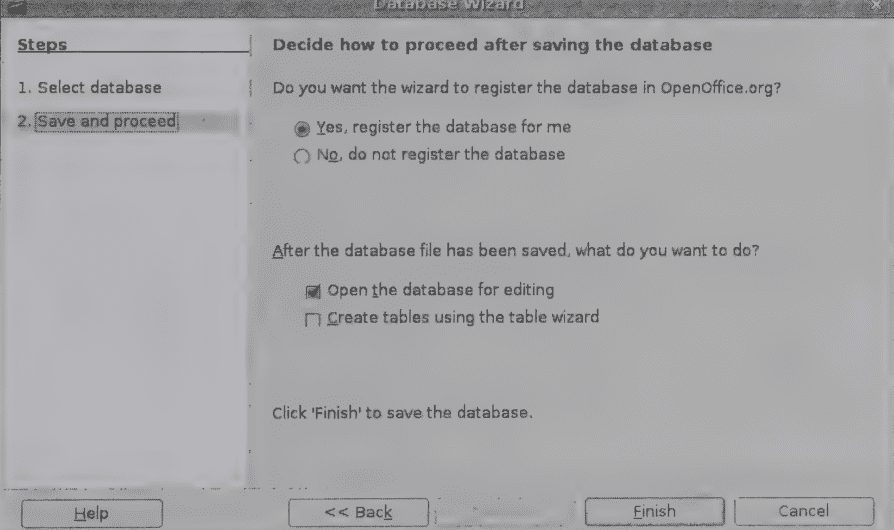 Database Wizard
Steps
1. Select database
2. Save and proceed
Decide how to proceed after saving the database
Do you want the wizard to register the database in OpenOffice.org?
Yes, register the database for me
No, do not register the database
After the database file has been saved, what do you want to do?
Open the database for editing
Create tables using the table wizard
Click 'Finish' to save the database.
Help
<< Back
Finish
Cancel